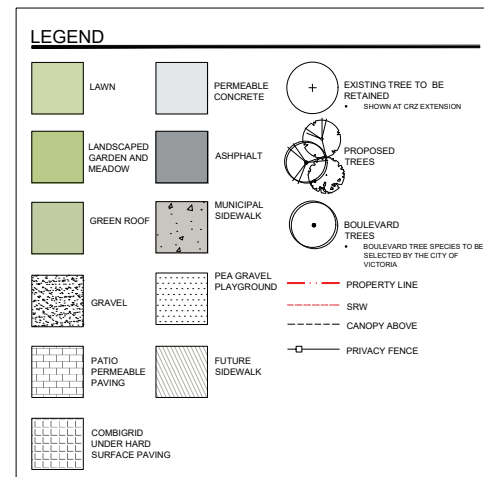 LEGEND
LAWN
LANDSCAPED
GARDEN AND
MEADOW
GREEN ROOF
GRAVEL
PATIO
PERMEABLE
PAVING
COMBIGRID
UNDER HARD
SURFACE PAVING
PERMEABLE
CONCRETE
ASHPHALT
MUNICIPAL
SIDEWALK
PEA GRAVEL
PLAYGROUND
FUTURE
SIDEWALK
EXISTING TREE TO BE
RETAINED
• SHOWN AT CRZ EXTENSION
PROPOSED
TREES
BOULEVARD
TREES
• BOULEVARD TREE SPECIES TO BE
SELECTED BY THE CITY OF
VICTORIA
PROPERTY LINE
SRW
CANOPY ABOVE
PRIVACY FENCE